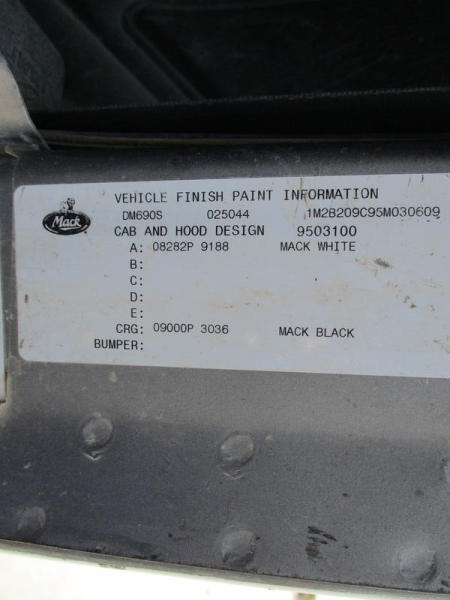 Mack
VEHICLE FINISH PAINT INFORMATION
DM690S 025044 1M2B209C95M030609
CAB AND HOOD DESIGN 9503100
A: 08282P 9188 MACK WHITE
B:
C:
D:
E:
CRG: 09000P 3036 MACK BLACK
BUMPER: